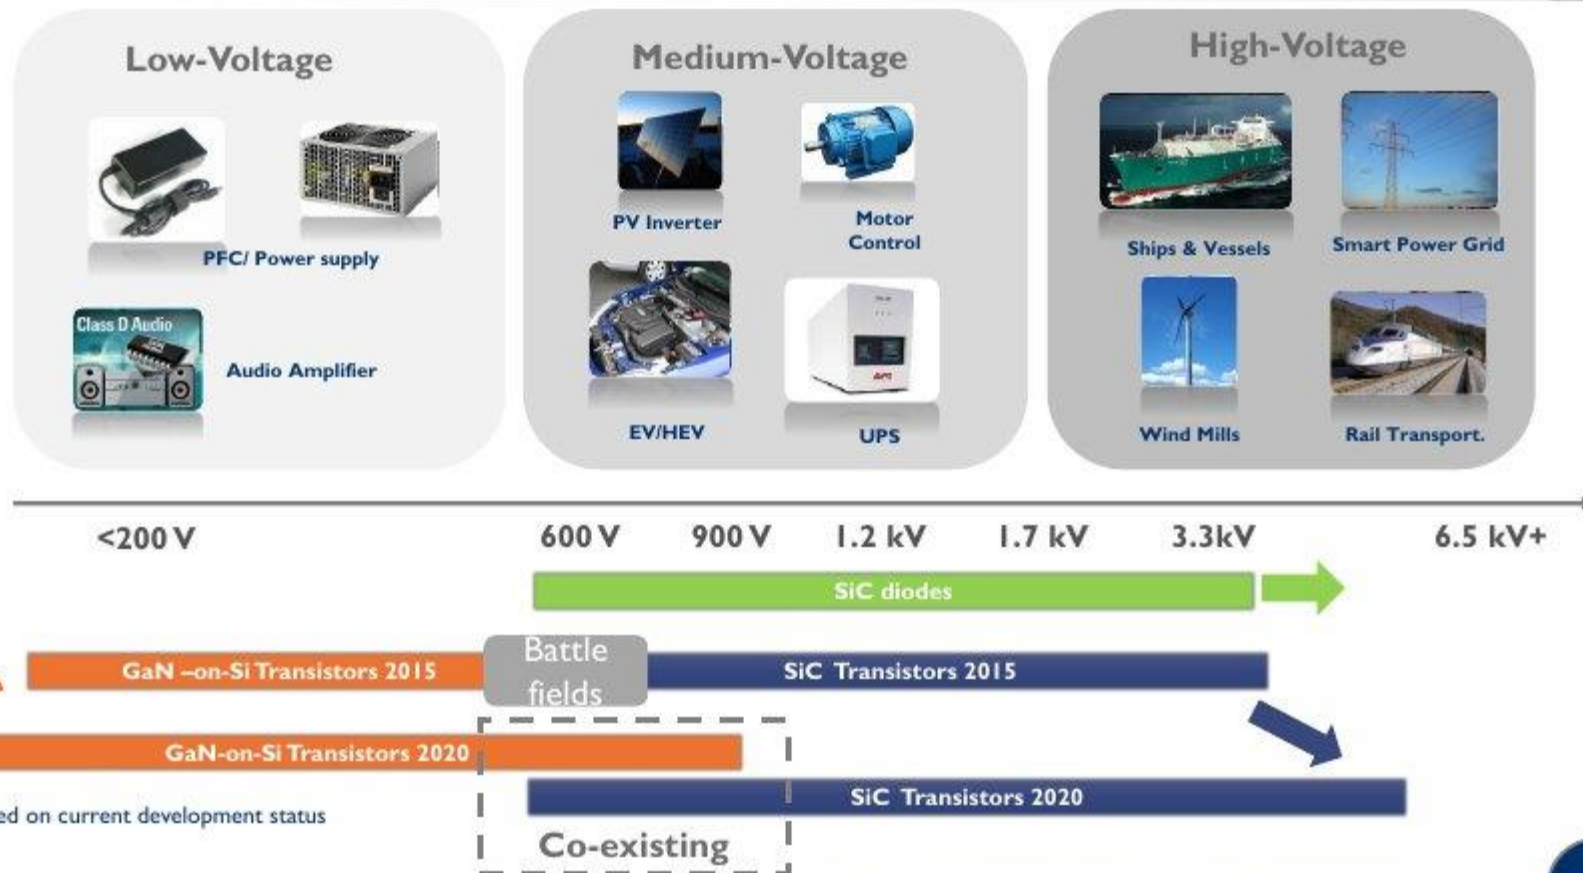 Low-Voltage
Medium-Voltage
High-Voltage
PFC/ Power supply
Class D Audio
Audio Amplifier
PV Inverter
Motor
Control
EV/HEV
APC
UPS
Ships & Vessels
Smart Power Grid
Wind Mills
Rail Transport.
<200 V
600 V
900 V
1.2 kV
1.7 kV
3.3kV
6.5 kV+
SiC diodes
GaN –on-Si Transistors 2015
Battle
fields
SiC Transistors 2015
GaN-on-Si Transistors 2020
SiC Transistors 2020
ed on current development status
Co-existing